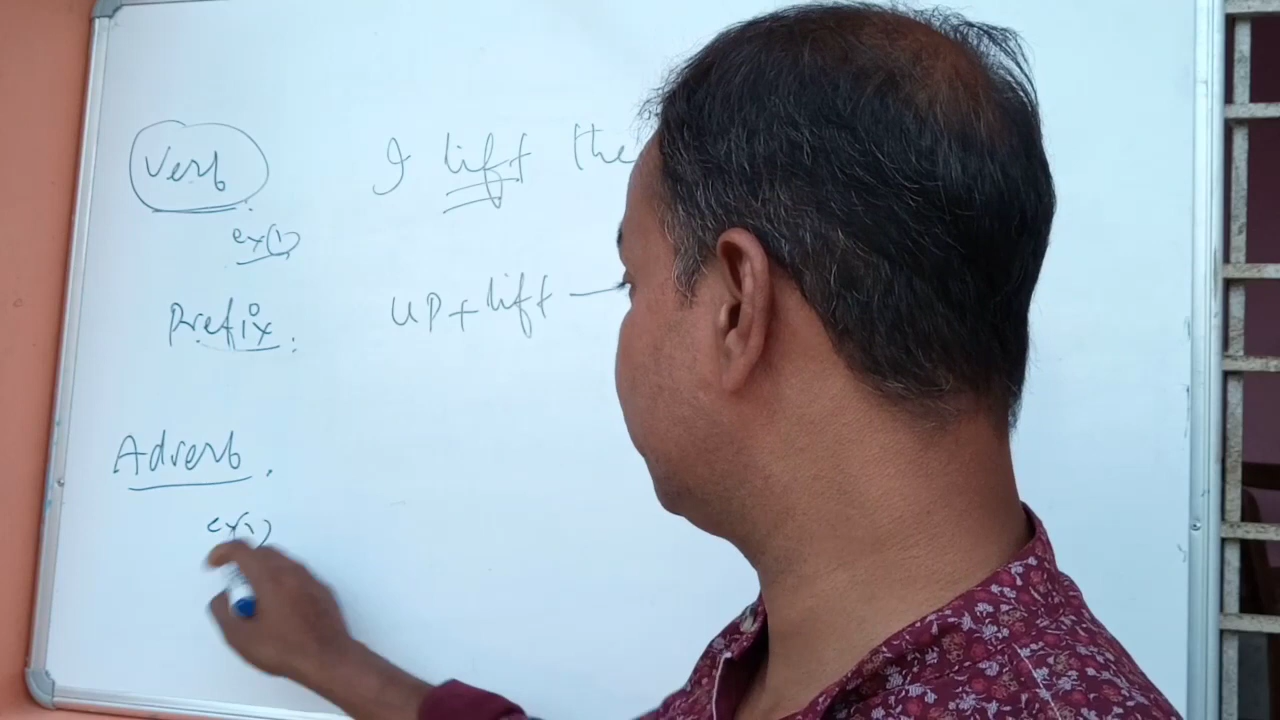 Verb I lift the
ex(1)
Prefix. UP+lift —
Adverb.
ex(1)